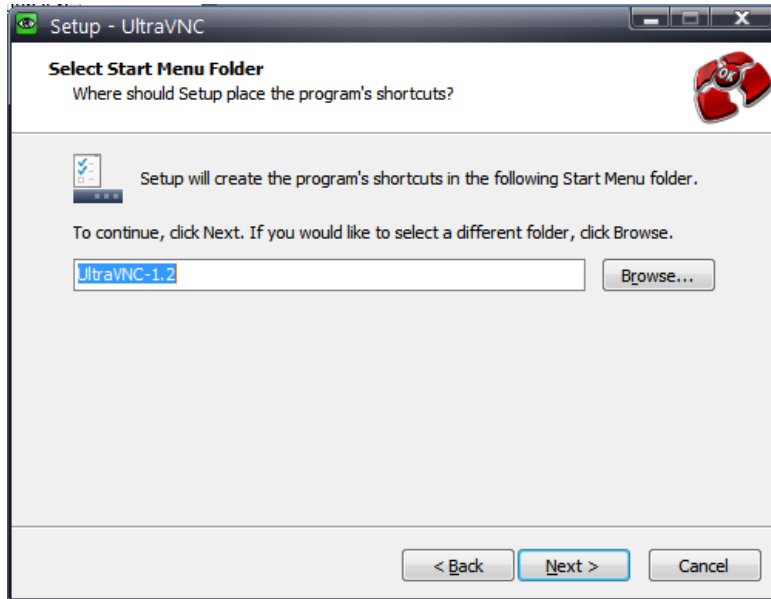 Setup - UltraVNC
X
Select Start Menu Folder
Where should Setup place the program's shortcuts?
OK
Setup will create the program's shortcuts in the following Start Menu folder.
To continue, click Next. If you would like to select a different folder, click Browse.
UltraVNC-1.2
Browse...
< Back
Next >
Cancel